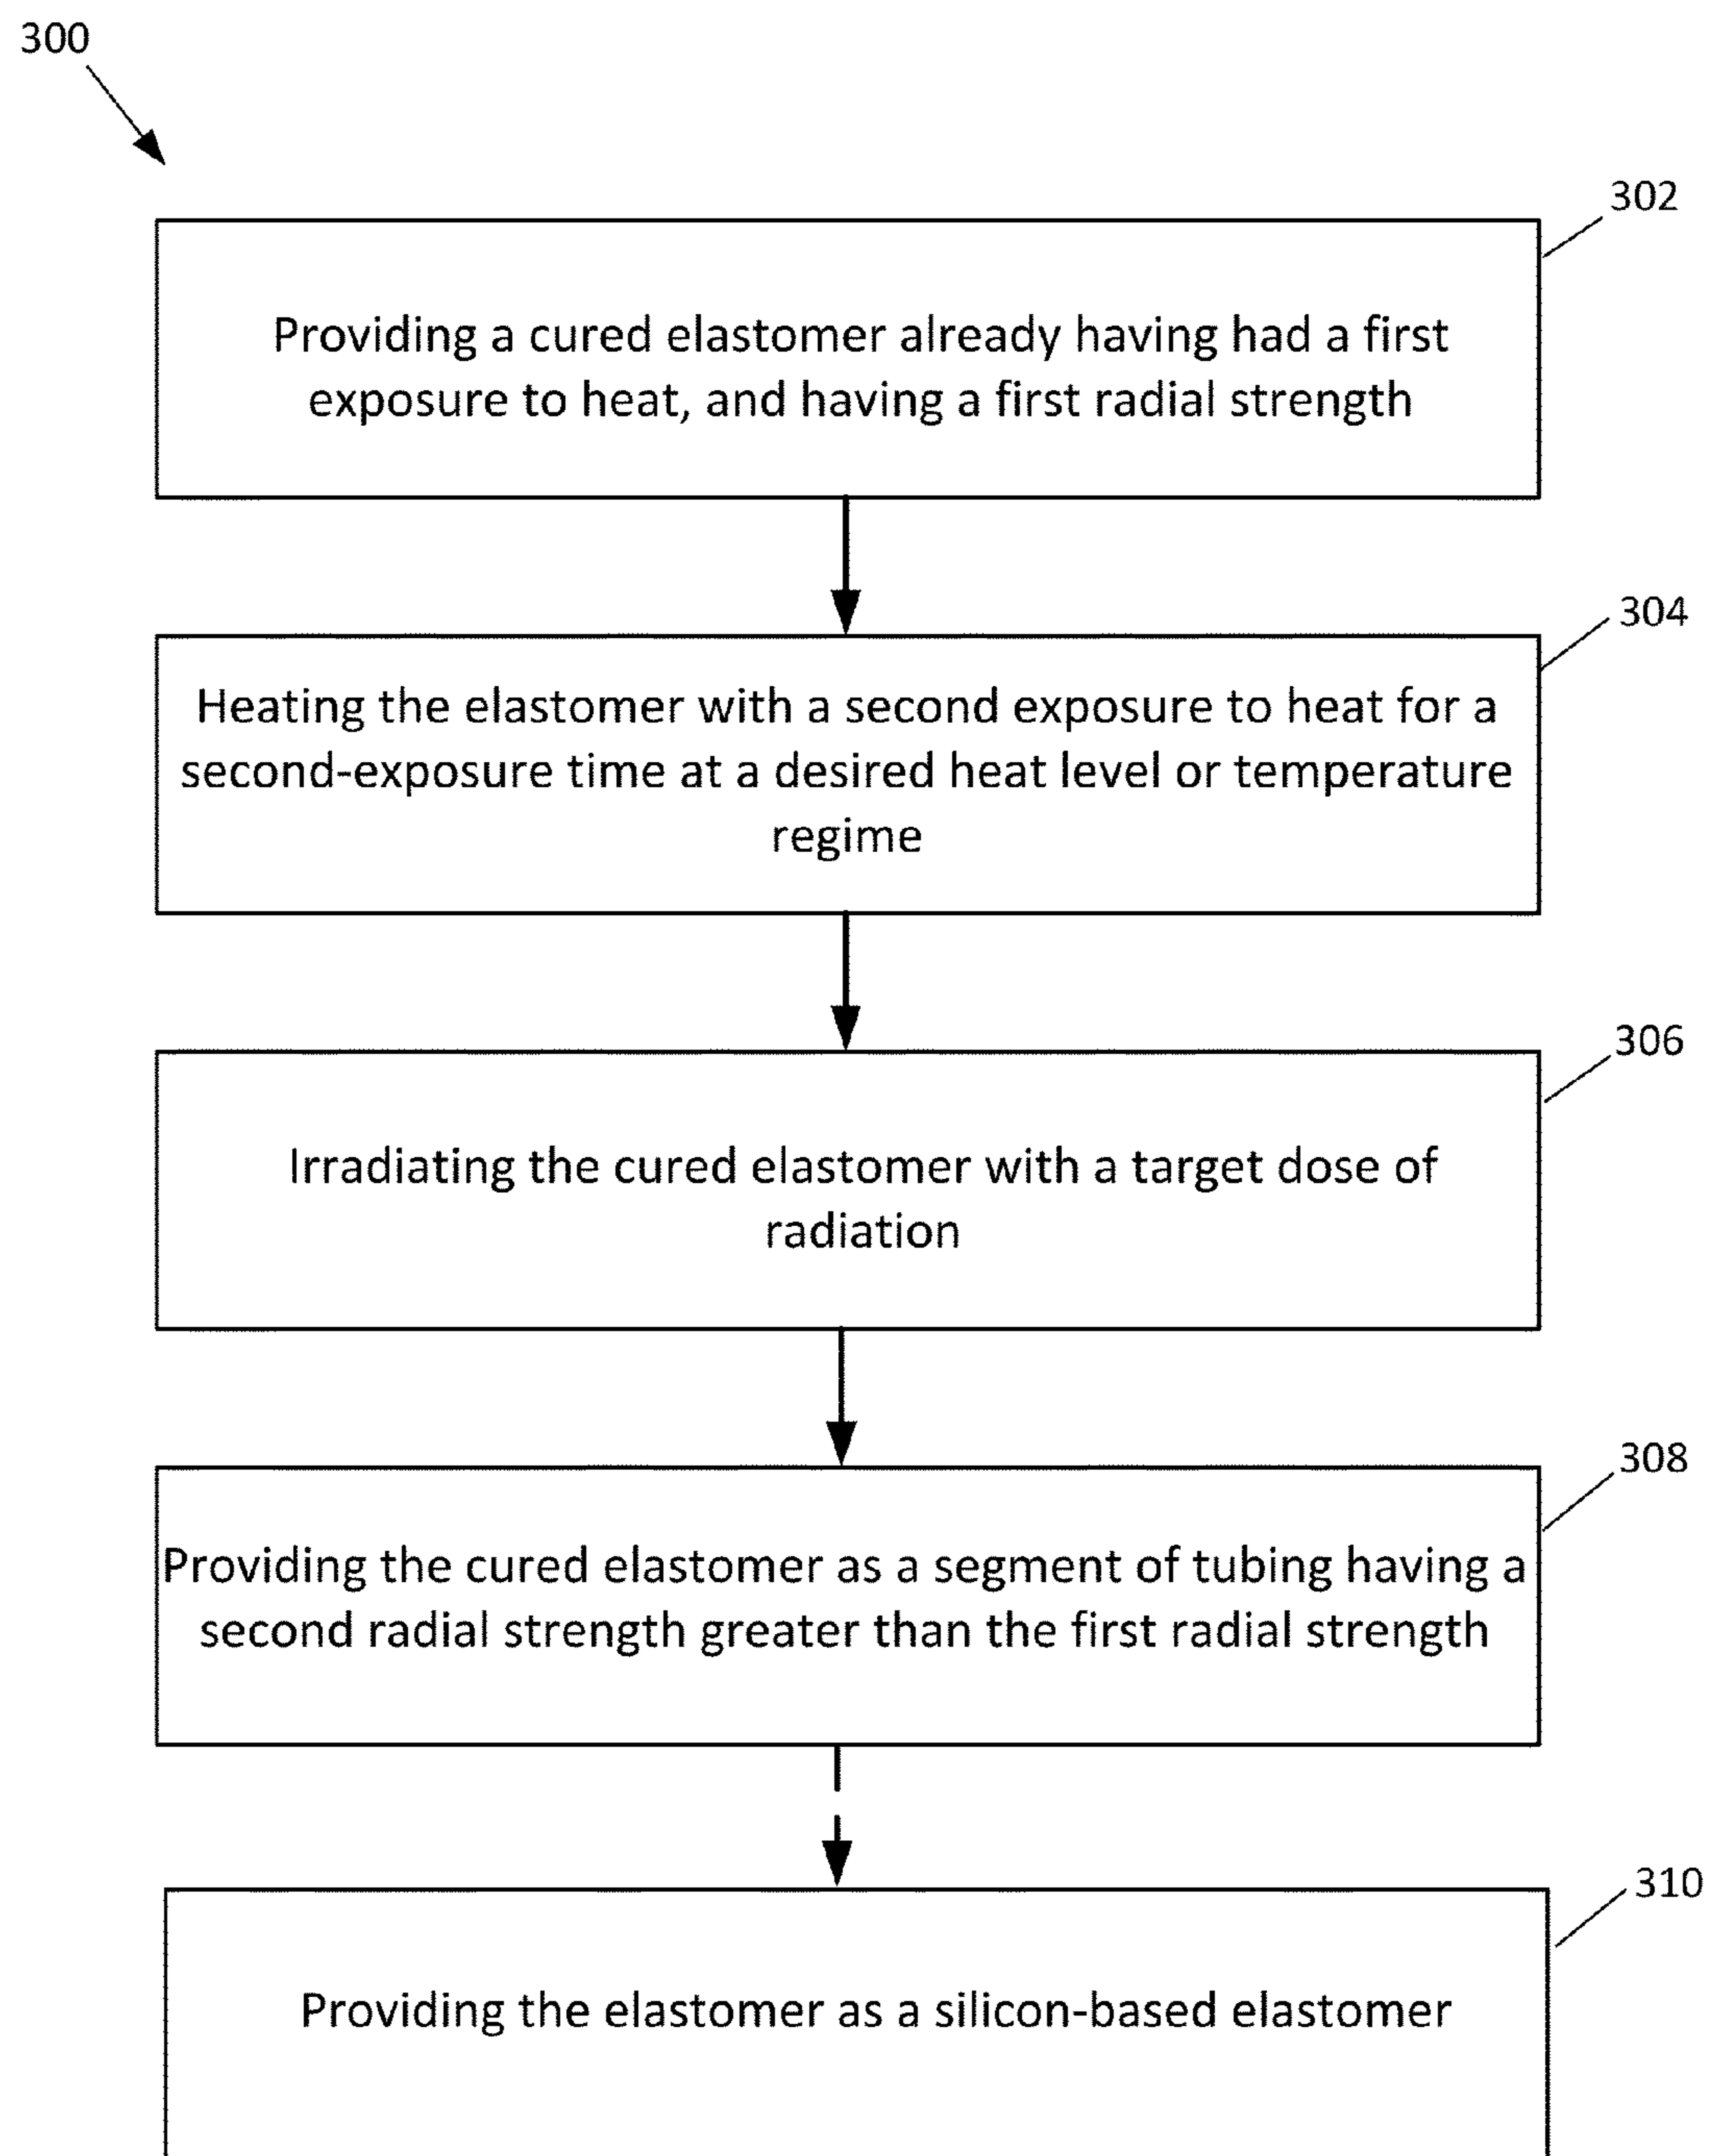 300
302
Providing a cured elastomer already having had a first
exposure to heat, and having a first radial strength
304
Heating the elastomer with a second exposure to heat for a
second-exposure time at a desired heat level or temperature
regime
306
Irradiating the cured elastomer with a target dose of
radiation
308
Providing the cured elastomer as a segment of tubing having a
second radial strength greater than the first radial strength
310
Providing the elastomer as a silicon-based elastomer